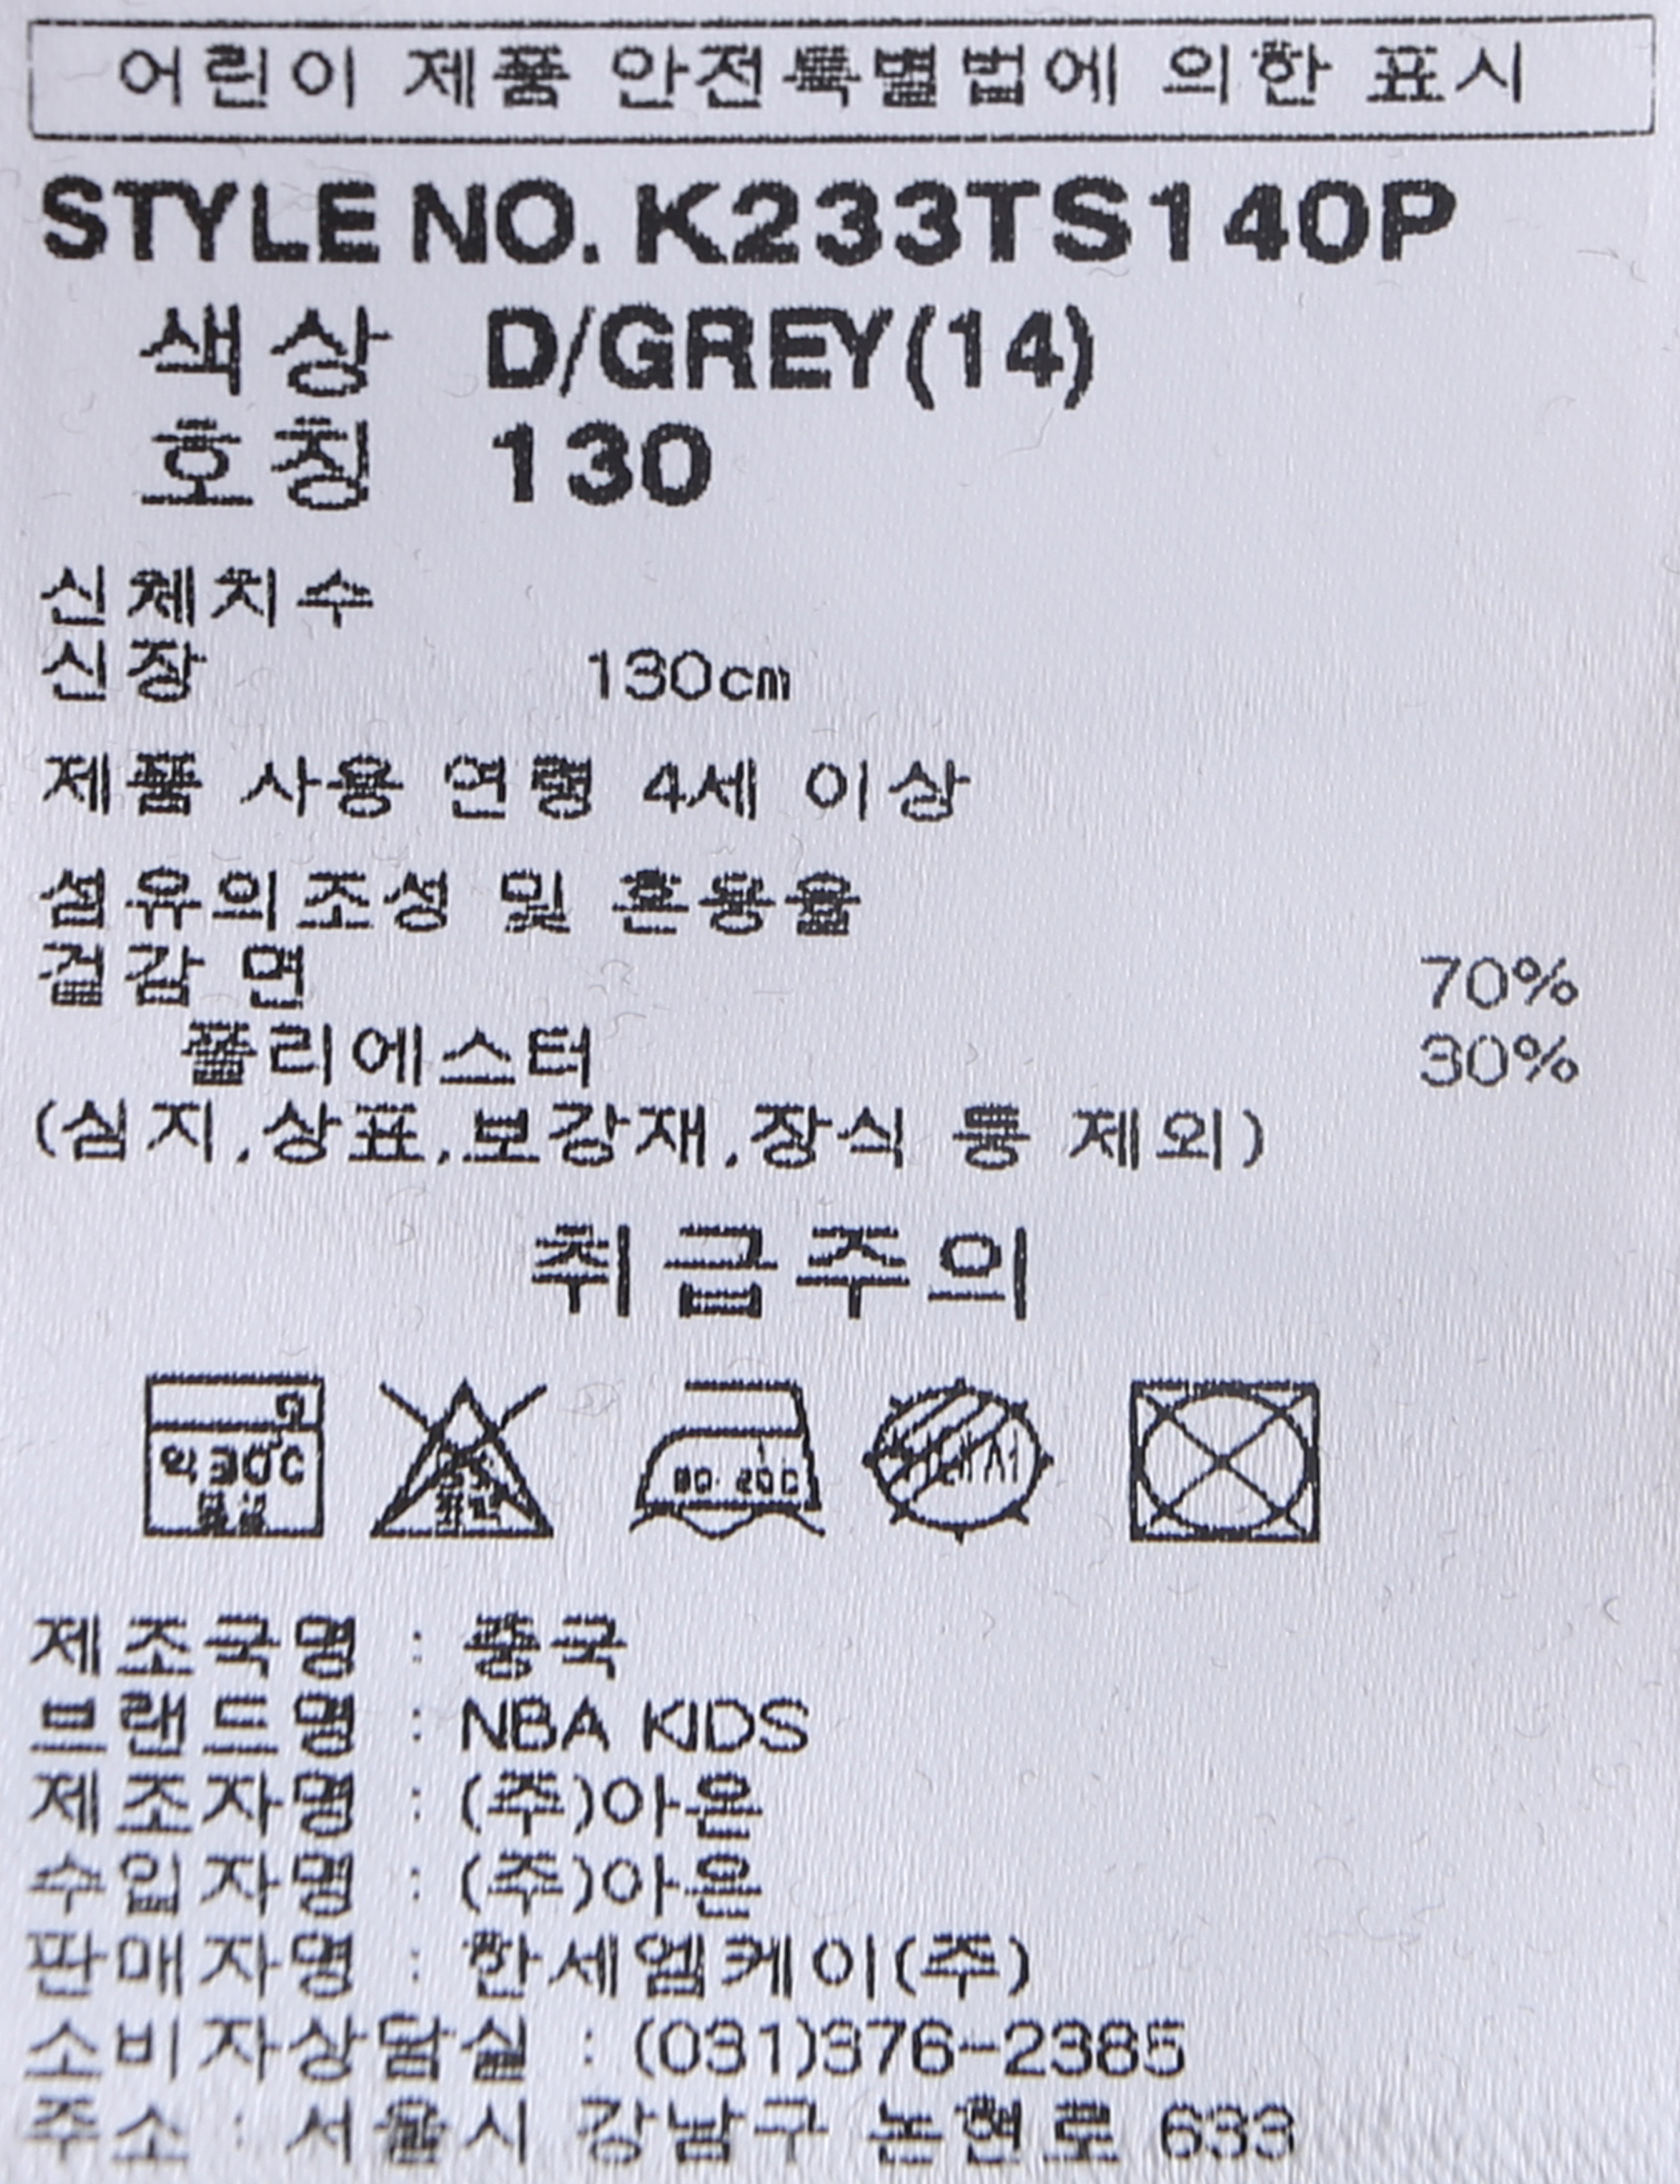 어린이 제품 안전특별법에 의한 표시
STYLE NO. K233TS140P
색상 D/GREY(14)
호칭 130
신체치수
신장 130cm
제품 사용 연령 4세 이상
섬유의조성 및 혼용율
겉감 면 70%
폴리에스터 30%
(심지,상표,보강재,장식 등 제외)
취급주의
약30℃
중성
제조국명 : 중국
브랜드명 : NBA KIDS
제조자명 : (주)아온
수입자명 : (주)아온
판매자명 : 한세엠케이(주)
소비자상담실 : (031)376-2385
주소 : 서울시 강남구 논현로 633